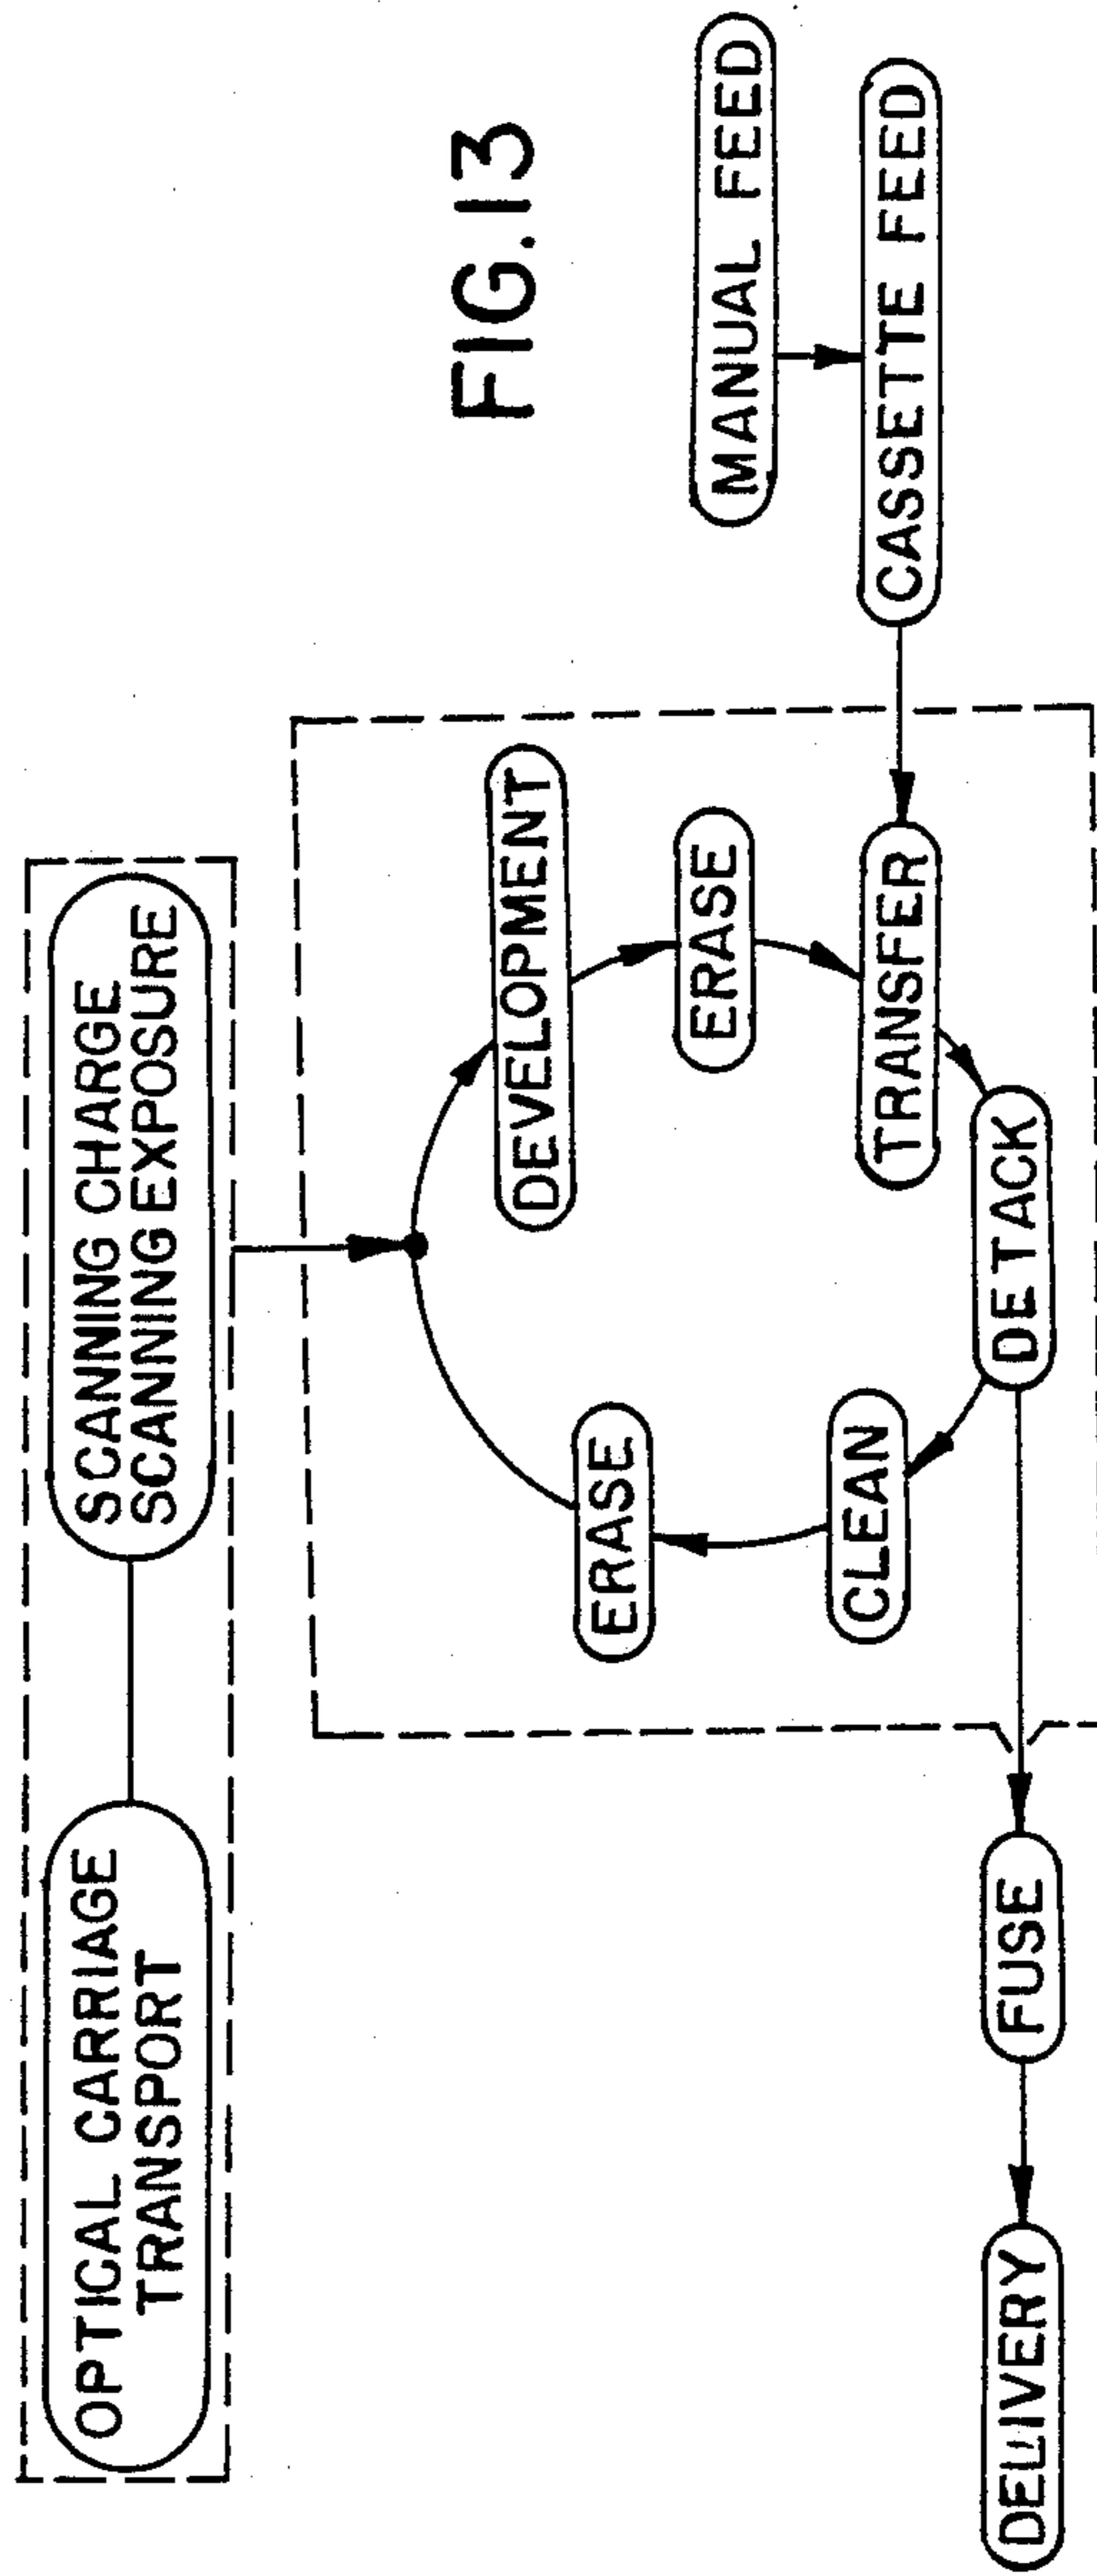 OPTICAL CARRIAGE
TRANSPORT
SCANNING CHARGE
SCANNING EXPOSURE
FIG.13
DEVELOPMENT
ERASE
ERASE
MANUAL FEED
CLEAN
TRANSFER
CASSETTE FEED
DETACK
FUSE
DELIVERY